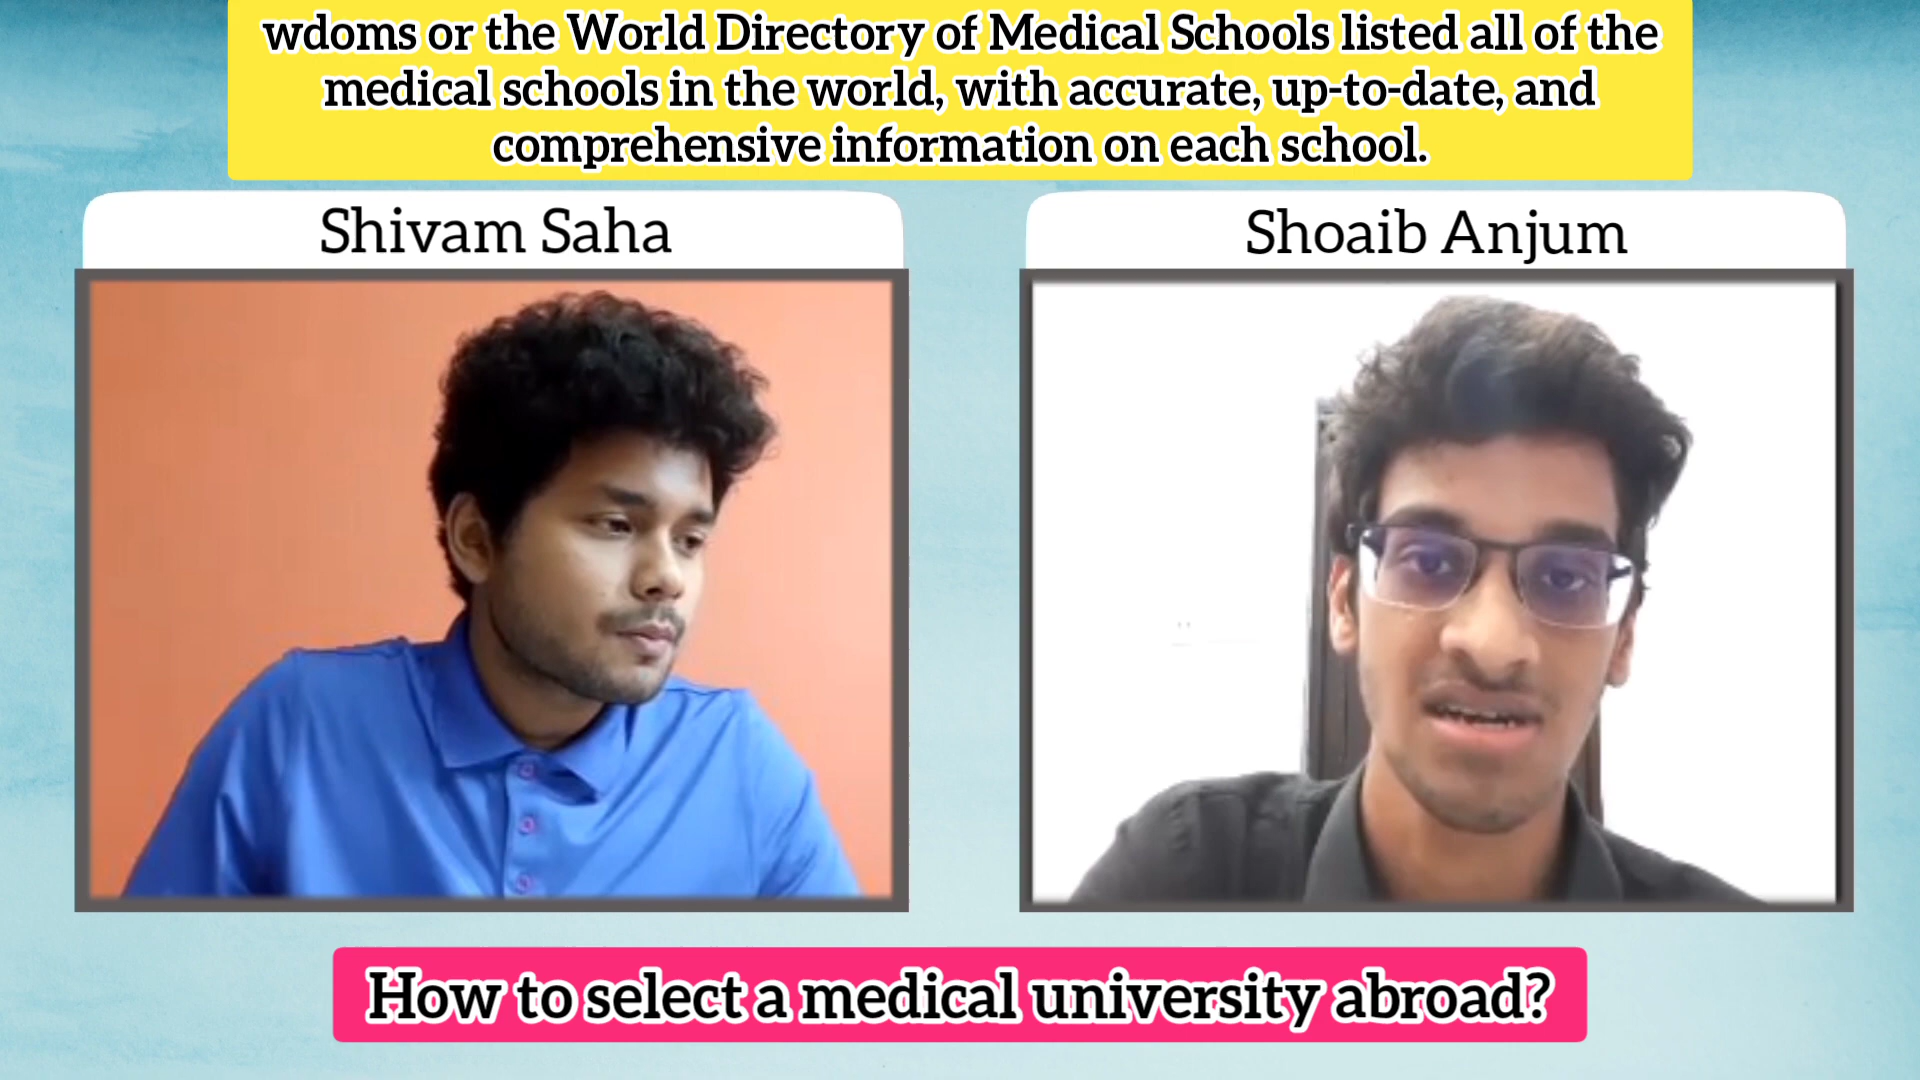 wdoms or the World Directory of Medical Schools listed all of the
medical schools in the world, with accurate, up-to-date, and
comprehensive information on each school.
Shivam Saha
Shoaib Anjum
How to select a medical university abroad?